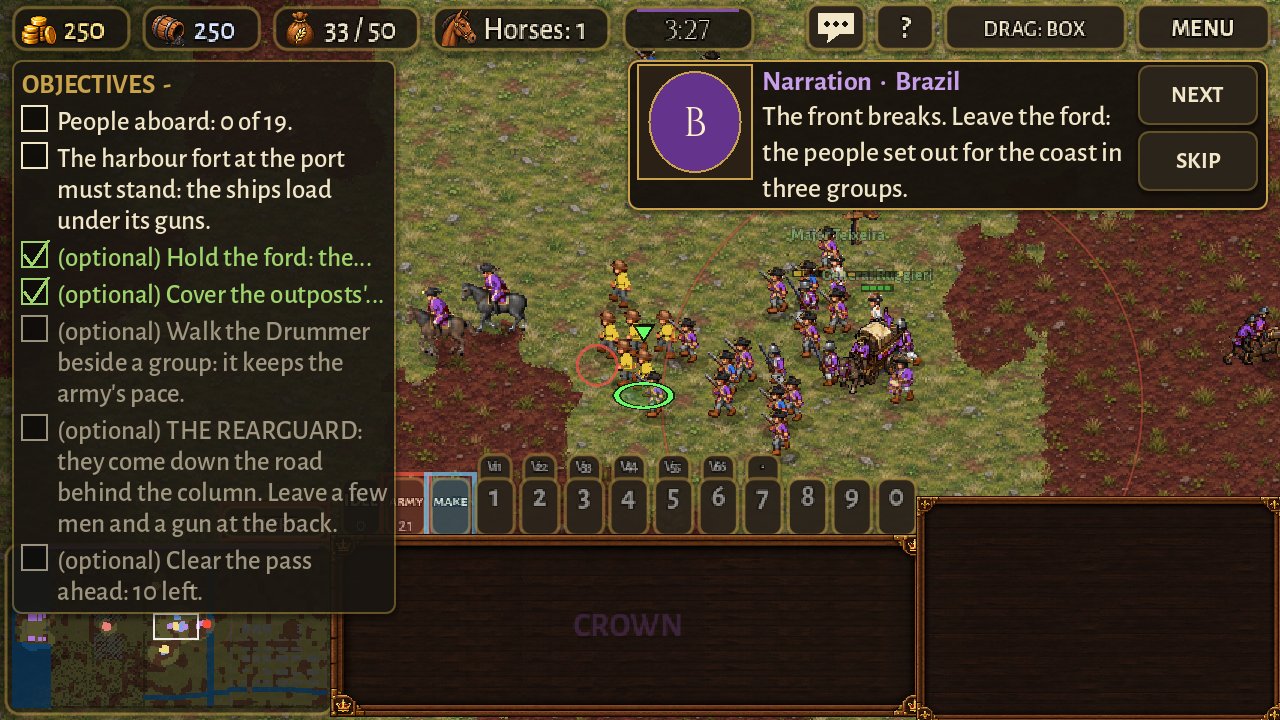 250
250
33 / 50
Horses: 1
3:27
?
DRAG: BOX
MENU
OBJECTIVES -
People aboard: 0 of 19.
The harbour fort at the port
must stand: the ships load
under its guns.
(optional) Hold the ford: the...
(optional) Cover the outposts'...
(optional) Walk the Drummer
beside a group: it keeps the
army's pace.
(optional) THE REARGUARD:
they come down the road
behind the column. Leave a few
men and a gun at the back.
(optional) Clear the pass
ahead: 10 left.
B
Narration · Brazil
The front breaks. Leave the ford:
the people set out for the coast in
three groups.
NEXT
SKIP
Major Teixeira
ARMY
21
MAKE
1
2
3
4
5
6
7
8
9
0
CROWN